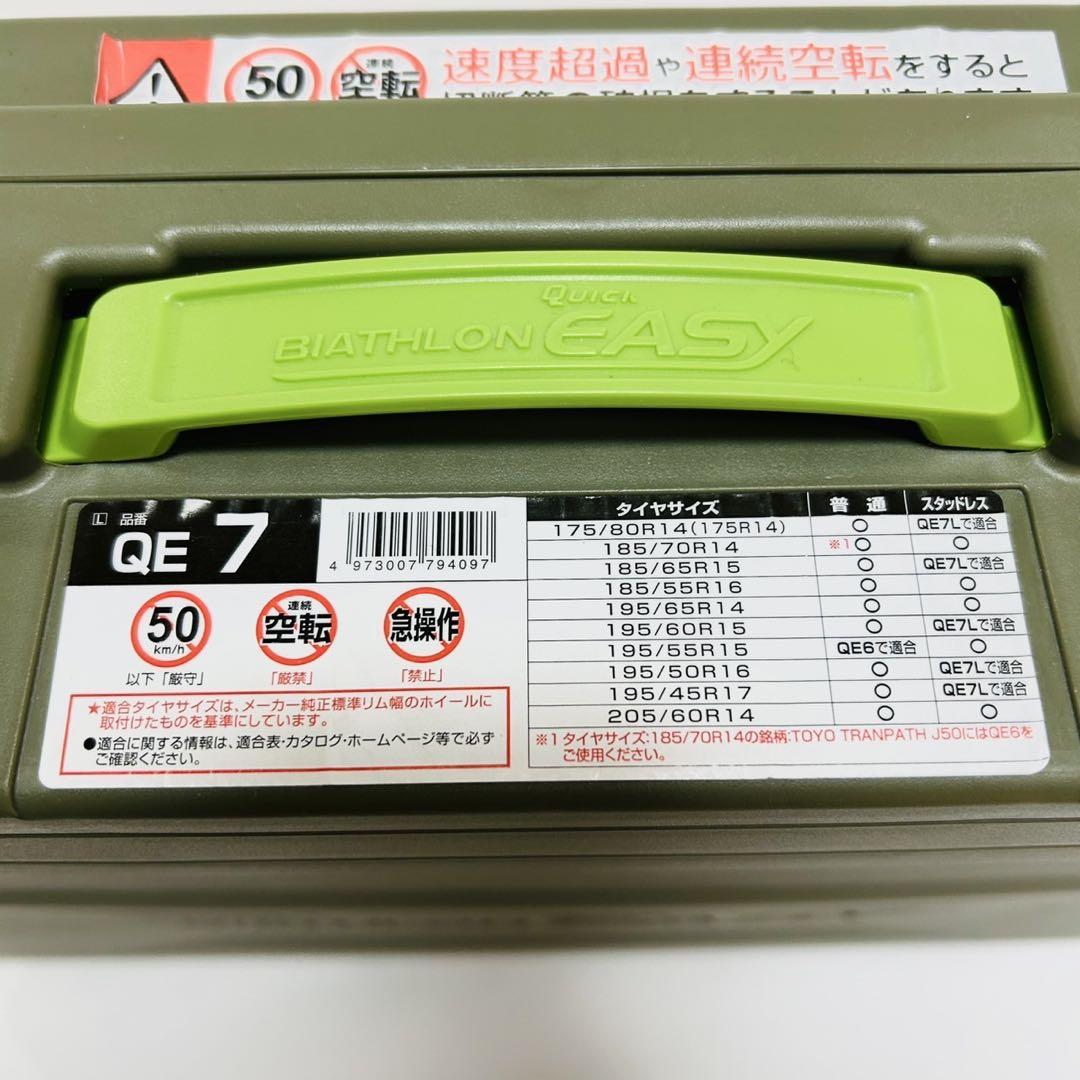 50 連続 空転 速度超過や連続空転をすると
QUICK
BIATHLON EASY
L 品番
QE 7
4 973007 794097
50 km/h
連続 空転
急操作
以下「厳守」
「厳禁」
「禁止」
★適合タイヤサイズは、メーカー純正標準リム幅のホイールに
取付けたものを基準にしています。
●適合に関する情報は、適合表・カタログ・ホームページ等で必ず
ご確認ください。
タイヤサイズ 普通 スタッドレス
175/80R14(175R14) ○ QE7Lで適合
185/70R14 ※1○ ○
185/65R15 ○ QE7Lで適合
185/55R16 ○ ○
195/65R14 ○ ○
195/60R15 ○ QE7Lで適合
195/55R15 QE6で適合 ○
195/50R16 ○ QE7Lで適合
195/45R17 ○ QE7Lで適合
205/60R14 ○ ○
※1 タイヤサイズ:185/70R14の銘柄:TOYO TRANPATH J50にはQE6を
ご使用ください。